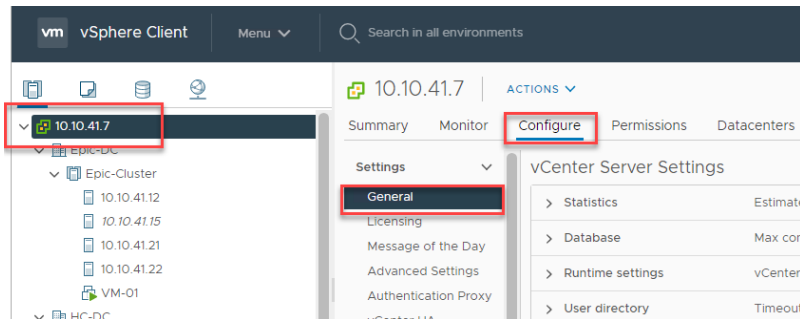 vm vSphere Client Menu Search in all environments
10.10.41.7 ACTIONS
10.10.41.7
Summary Monitor Configure Permissions Datacenters
Epic-DC
Epic-Cluster
10.10.41.12
10.10.41.15
10.10.41.21
10.10.41.22
VM-01
HC-DC
Settings
General
Licensing
Message of the Day
Advanced Settings
Authentication Proxy
vCenter HA
vCenter Server Settings
Statistics Estimate
Database Max con
Runtime settings vCenter
User directory Timeout